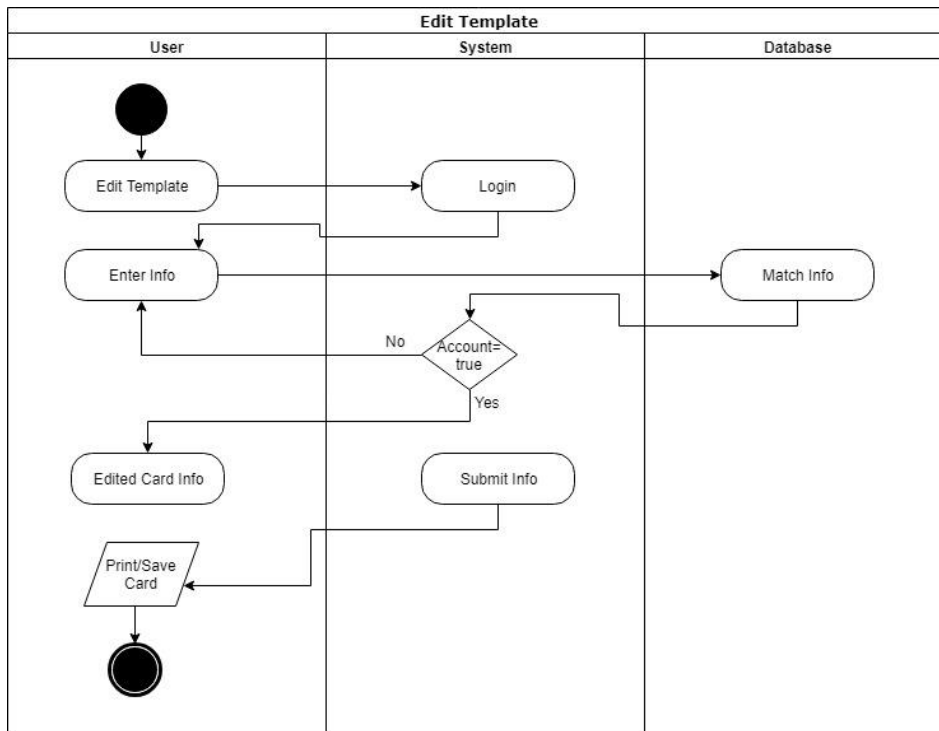 Edit Template
User
System
Database
Edit Template
Login
Enter Info
Match Info
No
Account=
true
Yes
Edited Card Info
Submit Info
Print/Save
Card